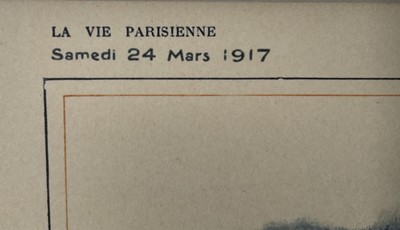 LA VIE PARISIENNE
Samedi 24 Mars 1917